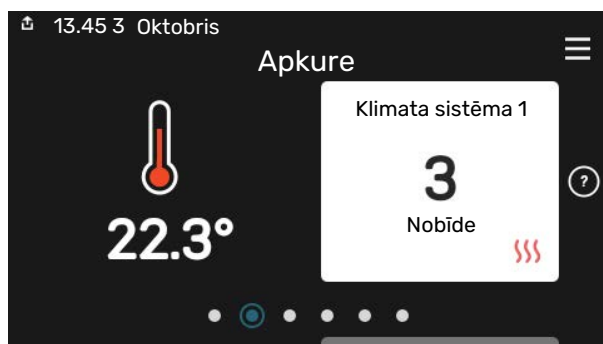 13.45 3 Oktobris
Apkure
Klimata sistēma 1
3
Nobīde
22.3°
?